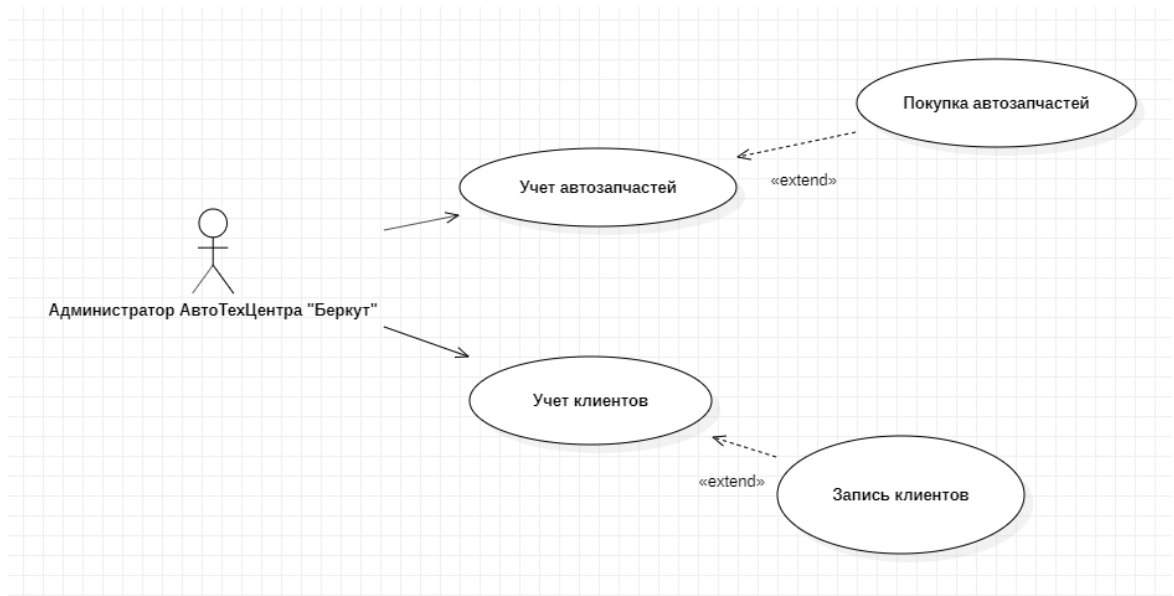 Покупка автозапчастей
Учет автозапчастей
«extend»
Администратор АвтоТехЦентра "Беркут"
Учет клиентов
«extend»
Запись клиентов